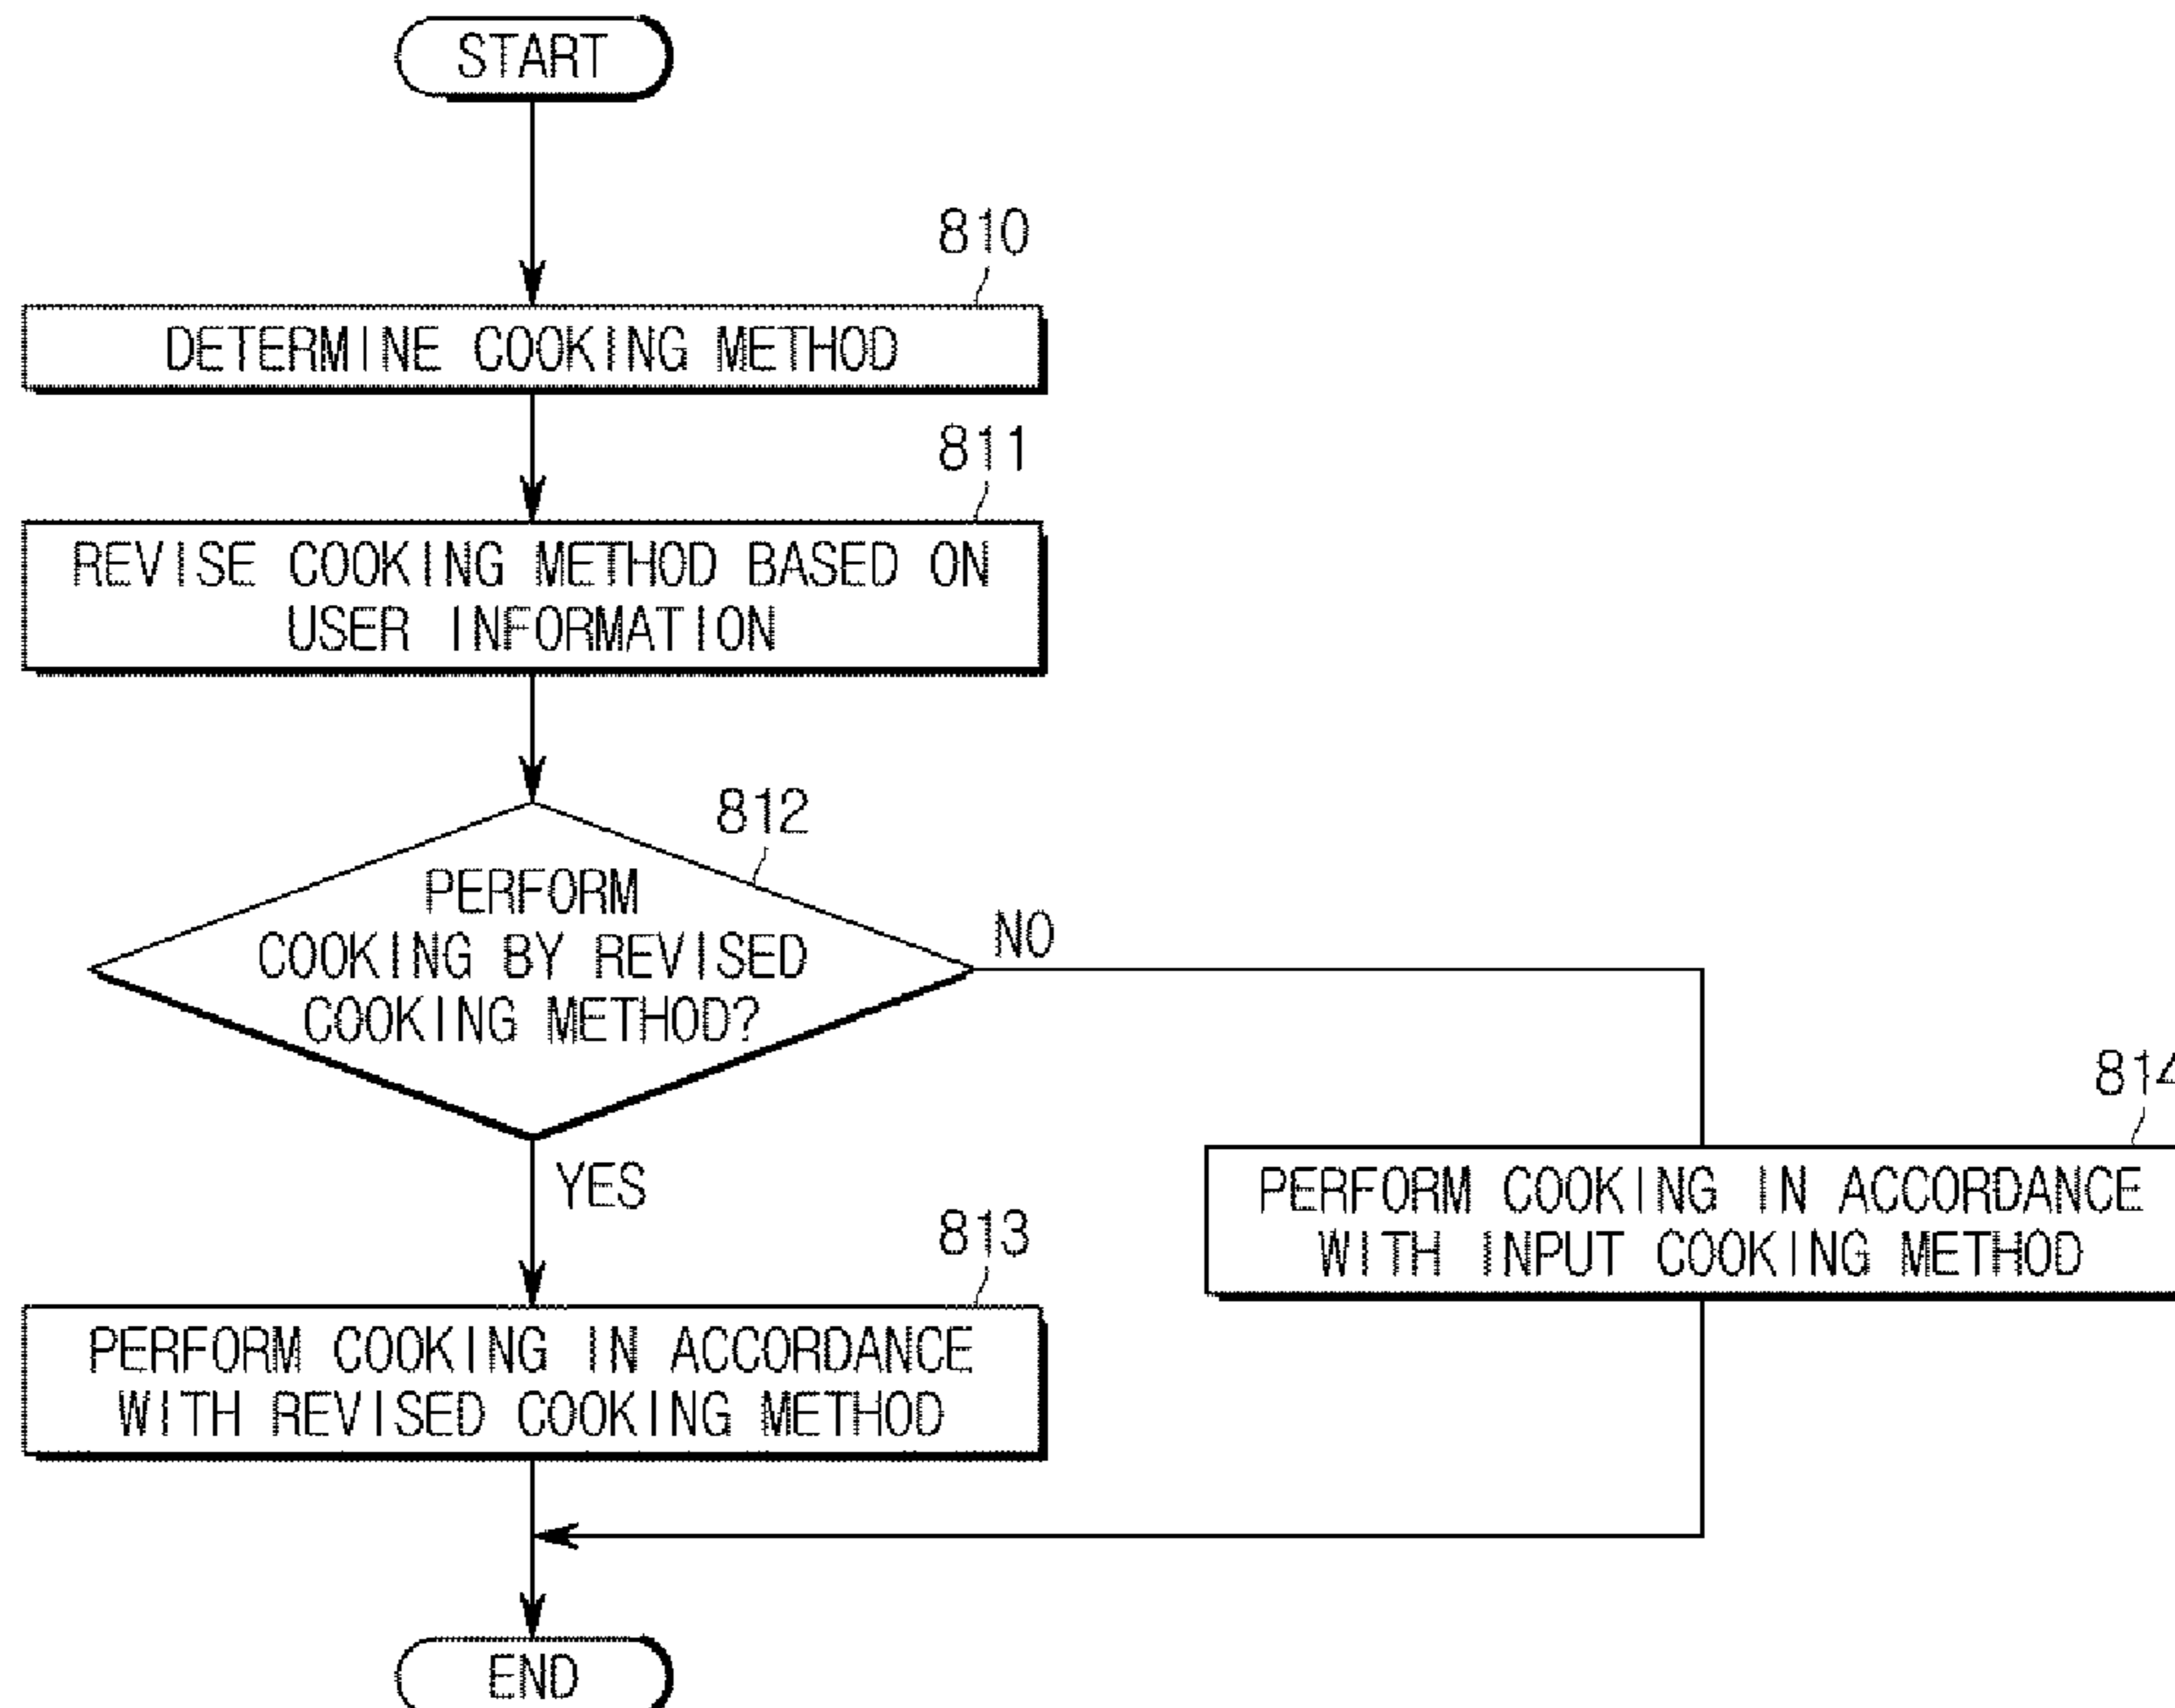 START
810
DETERMINE COOKING METHOD
811
REVISE COOKING METHOD BASED ON
USER INFORMATION
812
PERFORM
COOKING BY REVISED
COOKING METHOD?
NO
YES
814
PERFORM COOKING IN ACCORDANCE
WITH INPUT COOKING METHOD
813
PERFORM COOKING IN ACCORDANCE
WITH REVISED COOKING METHOD
END